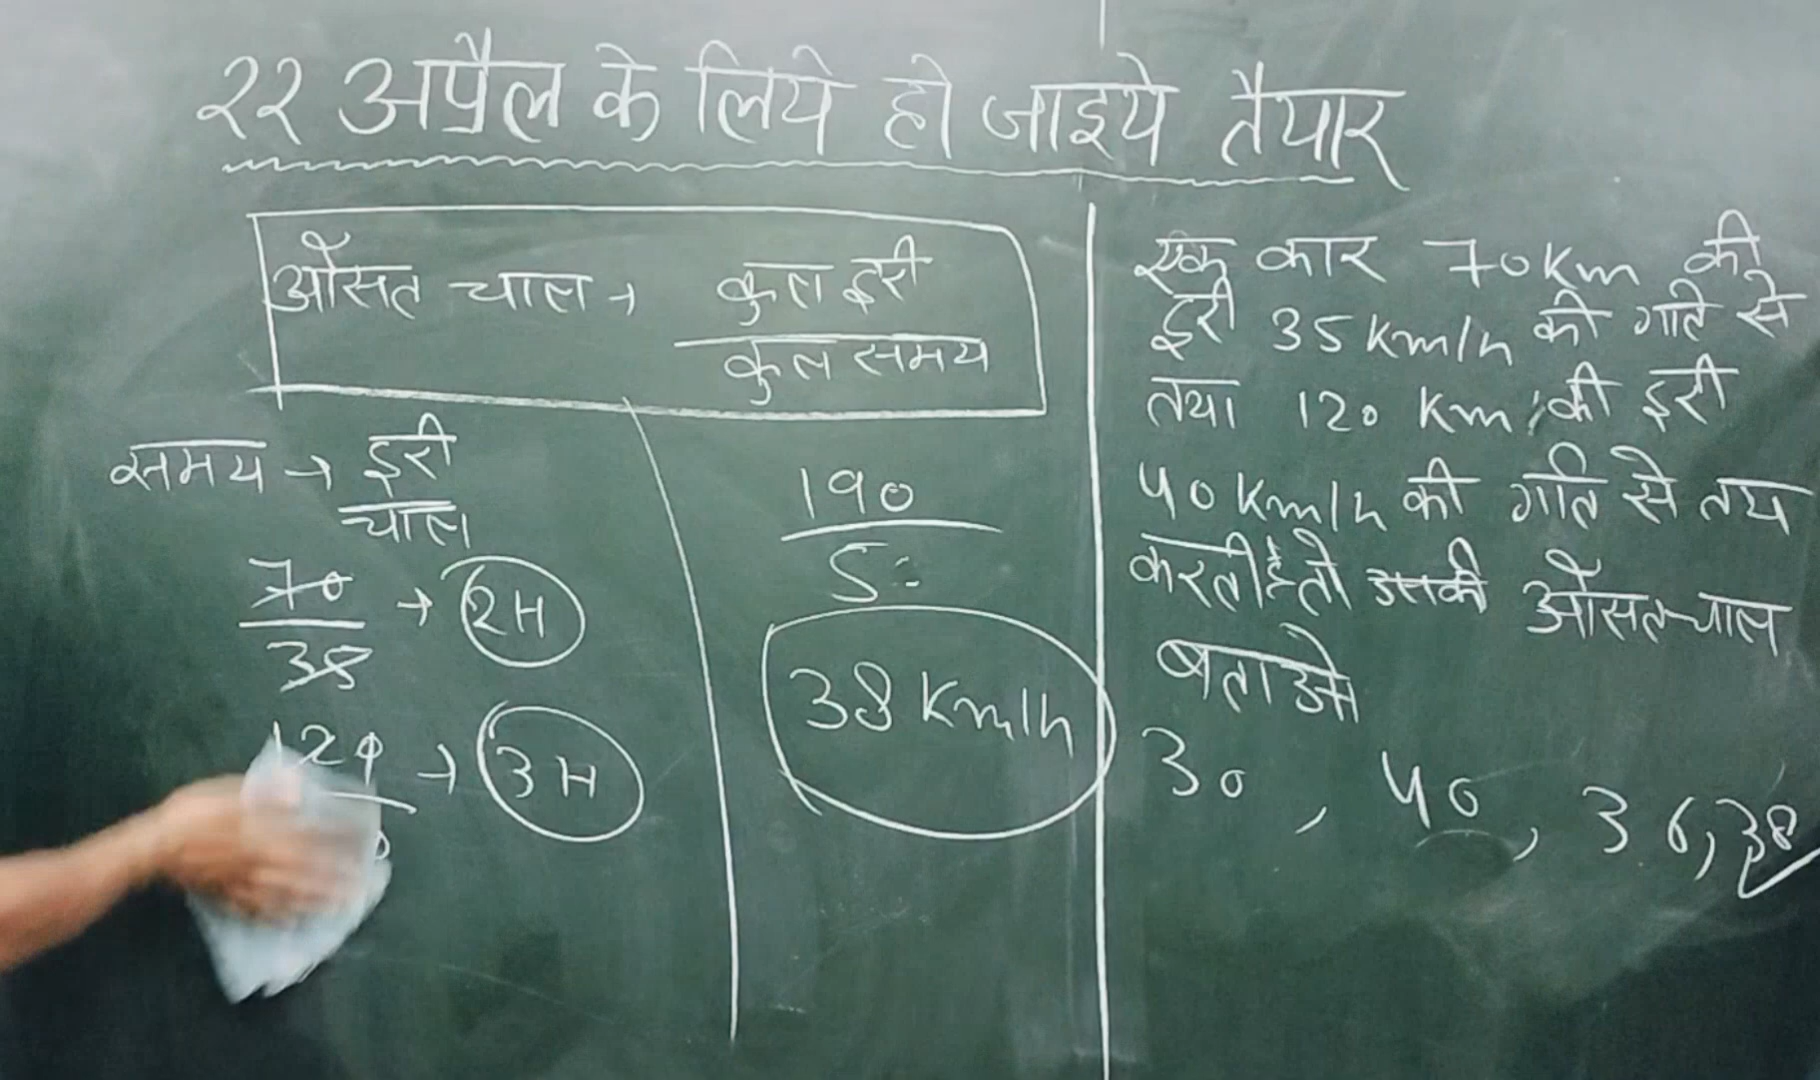 २२ अप्रैल के लिये हो जाइये तैयार
औसत चाल → कुल दूरी
कुल समय
समय → दूरी
चाल
70 → 2H
35
120 → 3H
190
5 =
38 Km/h
एक कार 70 Km की
दूरी 35 Km/h की गति से
तथा 120 Km की दूरी
40 Km/h की गति से तय
करती है तो उसकी औसत चाल
बताओ
30, 40, 36, 38